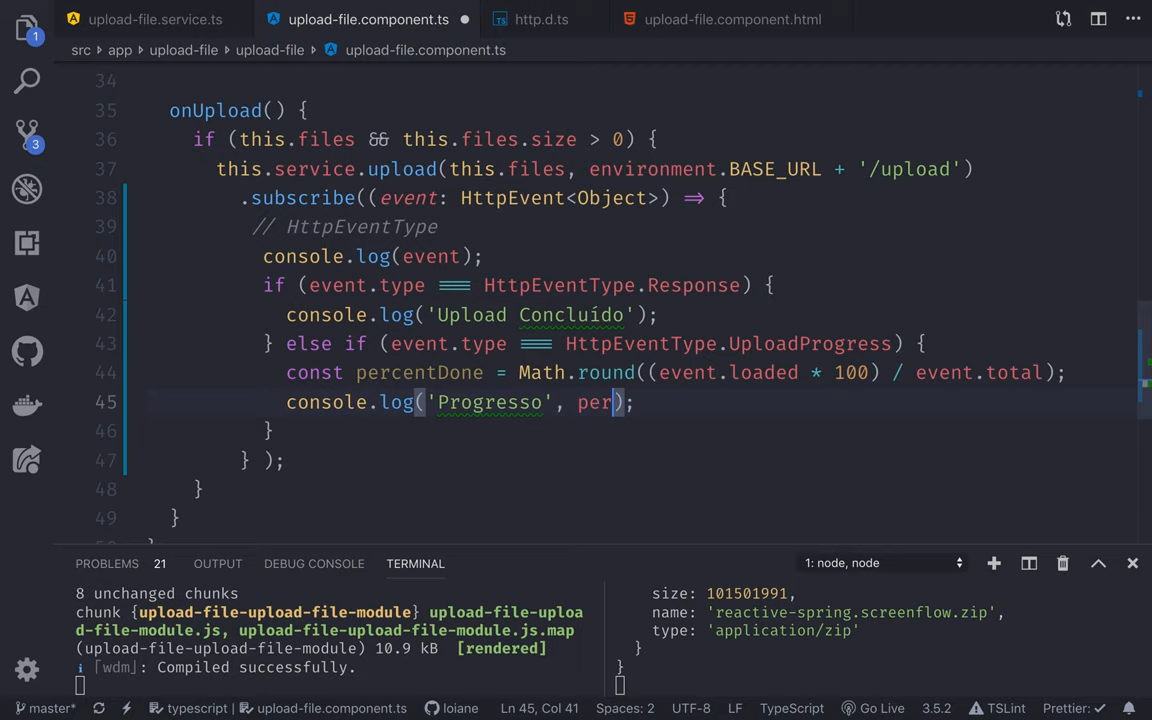 upload-file.service.ts
upload-file.component.ts
http.d.ts
upload-file.component.html
src > app > upload-file > upload-file > upload-file.component.ts
34
35 onUpload() {
36 if (this.files && this.files.size > 0) {
37 this.service.upload(this.files, environment.BASE_URL + '/upload')
38 .subscribe((event: HttpEvent<Object>) => {
39 // HttpEventType
40 console.log(event);
41 if (event.type === HttpEventType.Response) {
42 console.log('Upload Concluído');
43 } else if (event.type === HttpEventType.UploadProgress) {
44 const percentDone = Math.round((event.loaded * 100) / event.total);
45 console.log('Progresso', per);
46 }
47 } );
48 }
49 }
1
3
PROBLEMS 21 OUTPUT DEBUG CONSOLE TERMINAL
1: node, node
8 unchanged chunks
chunk {upload-file-upload-file-module} upload-file-uploa
d-file-module.js, upload-file-upload-file-module.js.map
(upload-file-upload-file-module) 10.9 kB [rendered]
i ｢wdm｣: Compiled successfully.
size: 101501991,
name: 'reactive-spring.screenflow.zip',
type: 'application/zip'
}
}
master* typescript | upload-file.component.ts loiane Ln 45, Col 41 Spaces: 2 UTF-8 LF TypeScript Go Live 3.5.2 TSLint Prettier: ✓